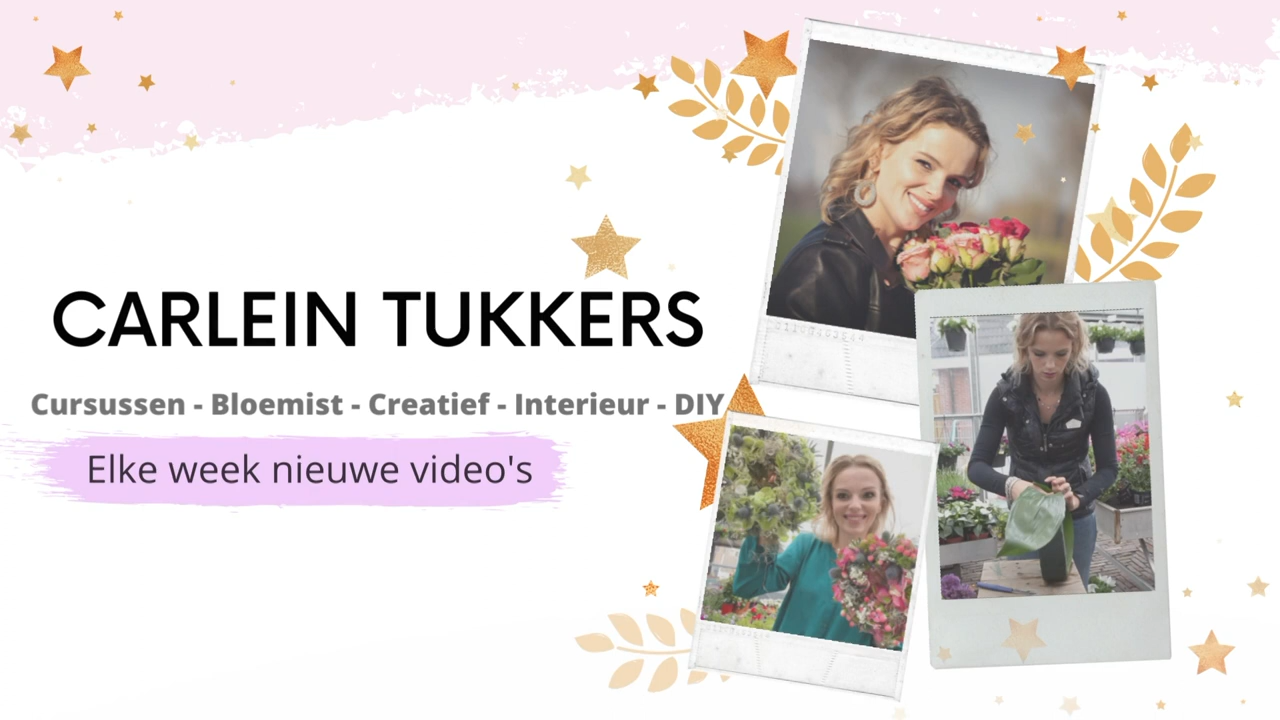 CARLEIN TUKKERS
Cursussen - Bloemist - Creatief - Interieur - DIY
Elke week nieuwe video's